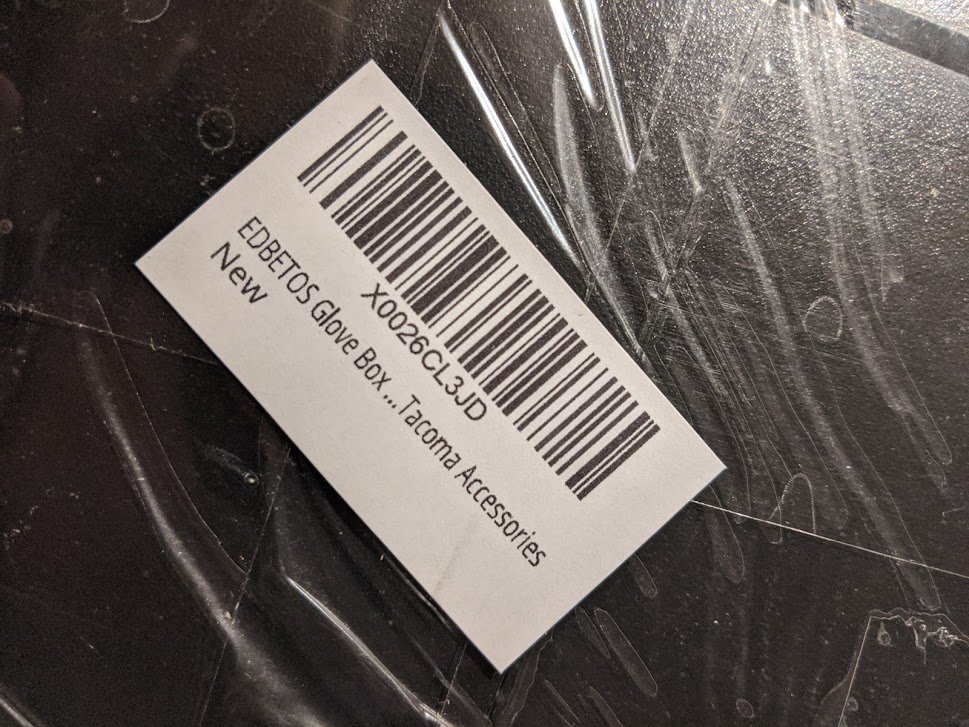 X0026CL3JD
EDBETOS Glove Box ...Tacoma Accessories
New